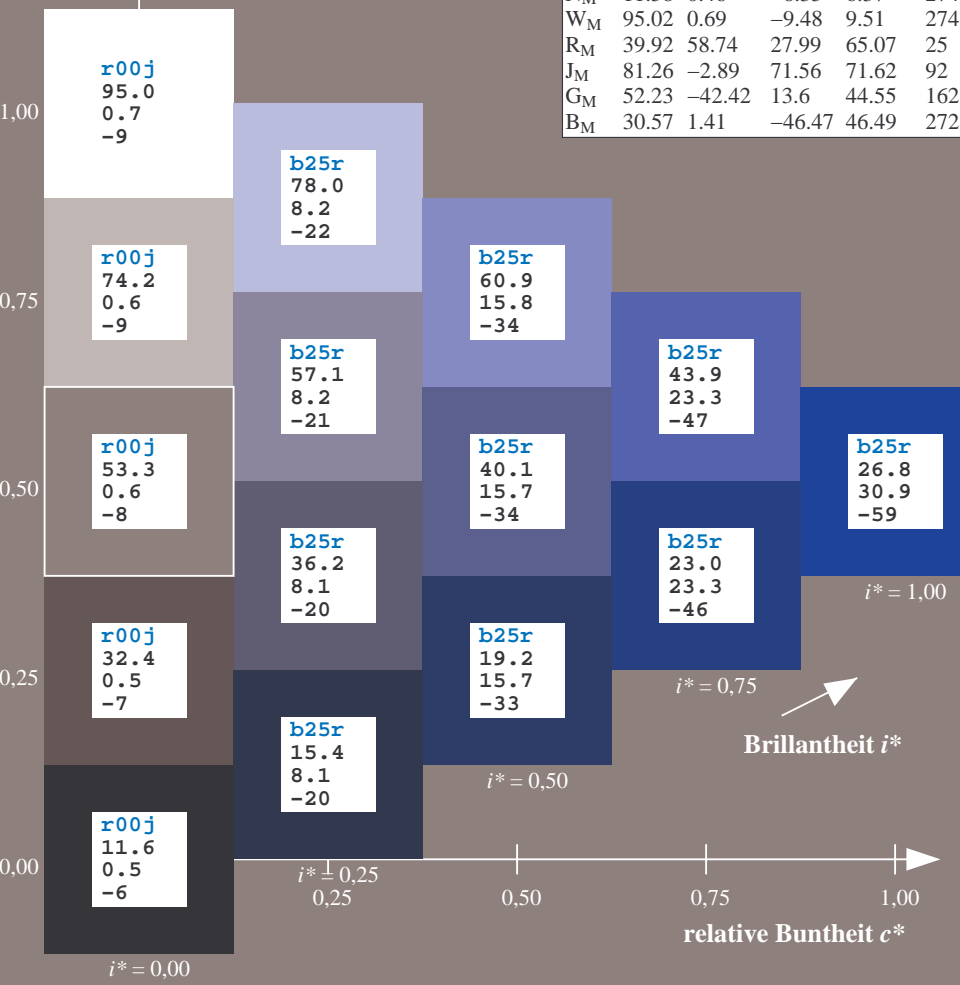 W_M 95.02 0.69 –9.48 9.51 274
R_M 39.92 58.74 27.99 65.07 25
J_M 81.26 –2.89 71.56 71.62 92
G_M 52.23 –42.42 13.6 44.55 162
B_M 30.57 1.41 –46.47 46.49 272
r00j
95.0
0.7
–9
1,00
b25r
78.0
8.2
–22
r00j
74.2
0.6
–9
0,75
b25r
60.9
15.8
–34
b25r
57.1
8.2
–21
b25r
43.9
23.3
–47
r00j
53.3
0.6
–8
0,50
b25r
40.1
15.7
–34
b25r
26.8
30.9
–59
b25r
36.2
8.1
–20
b25r
23.0
23.3
–46
i* = 1,00
r00j
32.4
0.5
–7
0,25
b25r
19.2
15.7
–33
i* = 0,75
b25r
15.4
8.1
–20
Brillantheit i*
i* = 0,50
r00j
11.6
0.5
–6
0,00
i* = 0,25
0,25 0,50 0,75 1,00
relative Buntheit c*
i* = 0,00